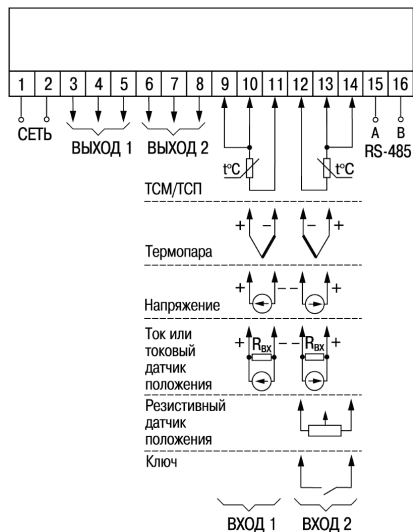 1 2 3 4 5 6 7 8 9 10 11 12 13 14 15 16
СЕТЬ
ВЫХОД 1
ВЫХОД 2
A B
RS-485
t°C
t°C
ТСМ/ТСП
+ − − +
Термопара
+ − − +
Напряжение
+ Rвх − − Rвх +
Ток или
токовый
датчик
положения
Резистивный
датчик
положения
Ключ
ВХОД 1
ВХОД 2